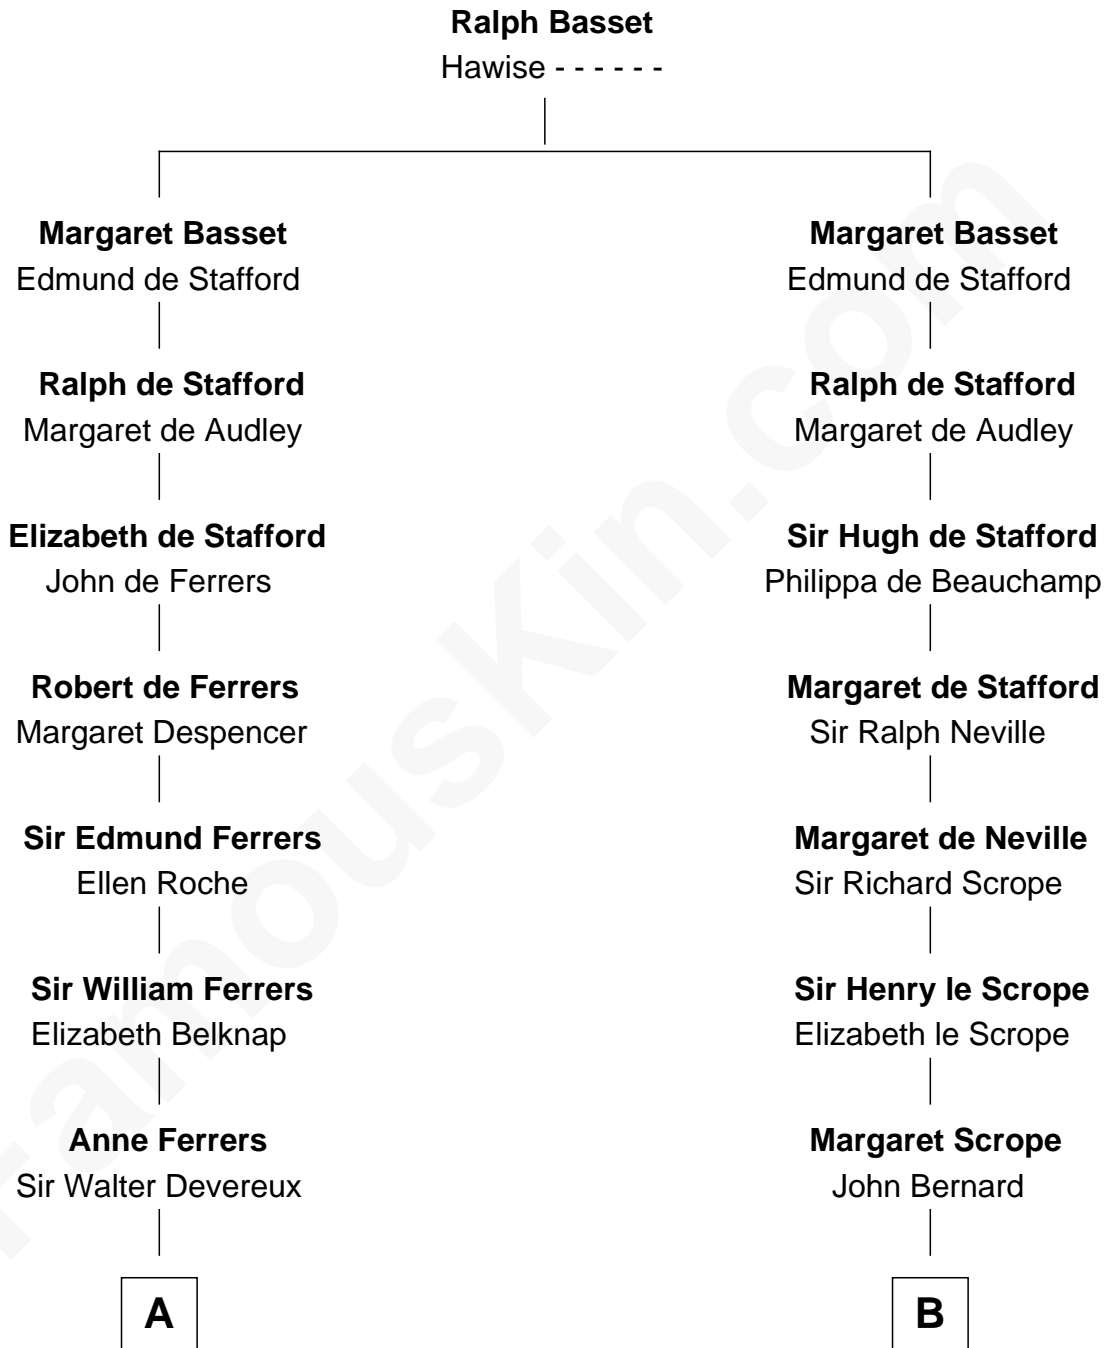 Ralph Basset
Hawise - - - - - -
Margaret Basset
Edmund de Stafford
Margaret Basset
Edmund de Stafford
Ralph de Stafford
Margaret de Audley
Ralph de Stafford
Margaret de Audley
Elizabeth de Stafford
John de Ferrers
Sir Hugh de Stafford
Philippa de Beauchamp
Robert de Ferrers
Margaret Despencer
Margaret de Stafford
Sir Ralph Neville
Sir Edmund Ferrers
Ellen Roche
Margaret de Neville
Sir Richard Scrope
Sir William Ferrers
Elizabeth Belknap
Sir Henry le Scrope
Elizabeth le Scrope
Anne Ferrers
Sir Walter Devereux
Margaret Scrope
John Bernard
A
B
FamousKin.com